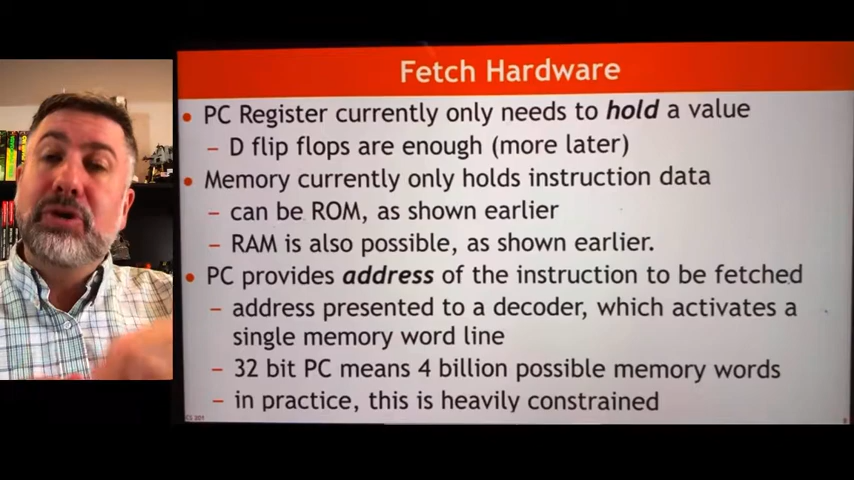 Fetch Hardware
• PC Register currently only needs to hold a value
– D flip flops are enough (more later)
• Memory currently only holds instruction data
– can be ROM, as shown earlier
– RAM is also possible, as shown earlier.
• PC provides address of the instruction to be fetched
– address presented to a decoder, which activates a
single memory word line
– 32 bit PC means 4 billion possible memory words
– in practice, this is heavily constrained